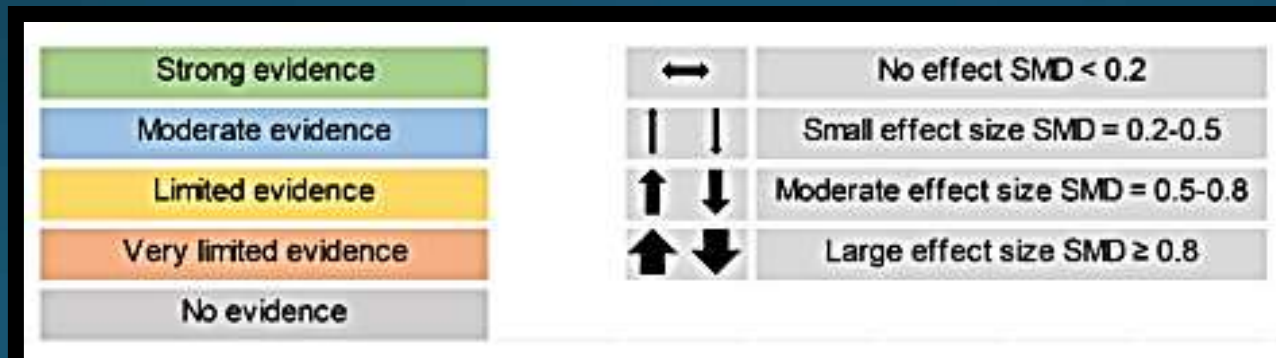 Strong evidence
Moderate evidence
Limited evidence
Very limited evidence
No evidence
No effect SMD < 0.2
Small effect size SMD = 0.2-0.5
Moderate effect size SMD = 0.5-0.8
Large effect size SMD ≥ 0.8